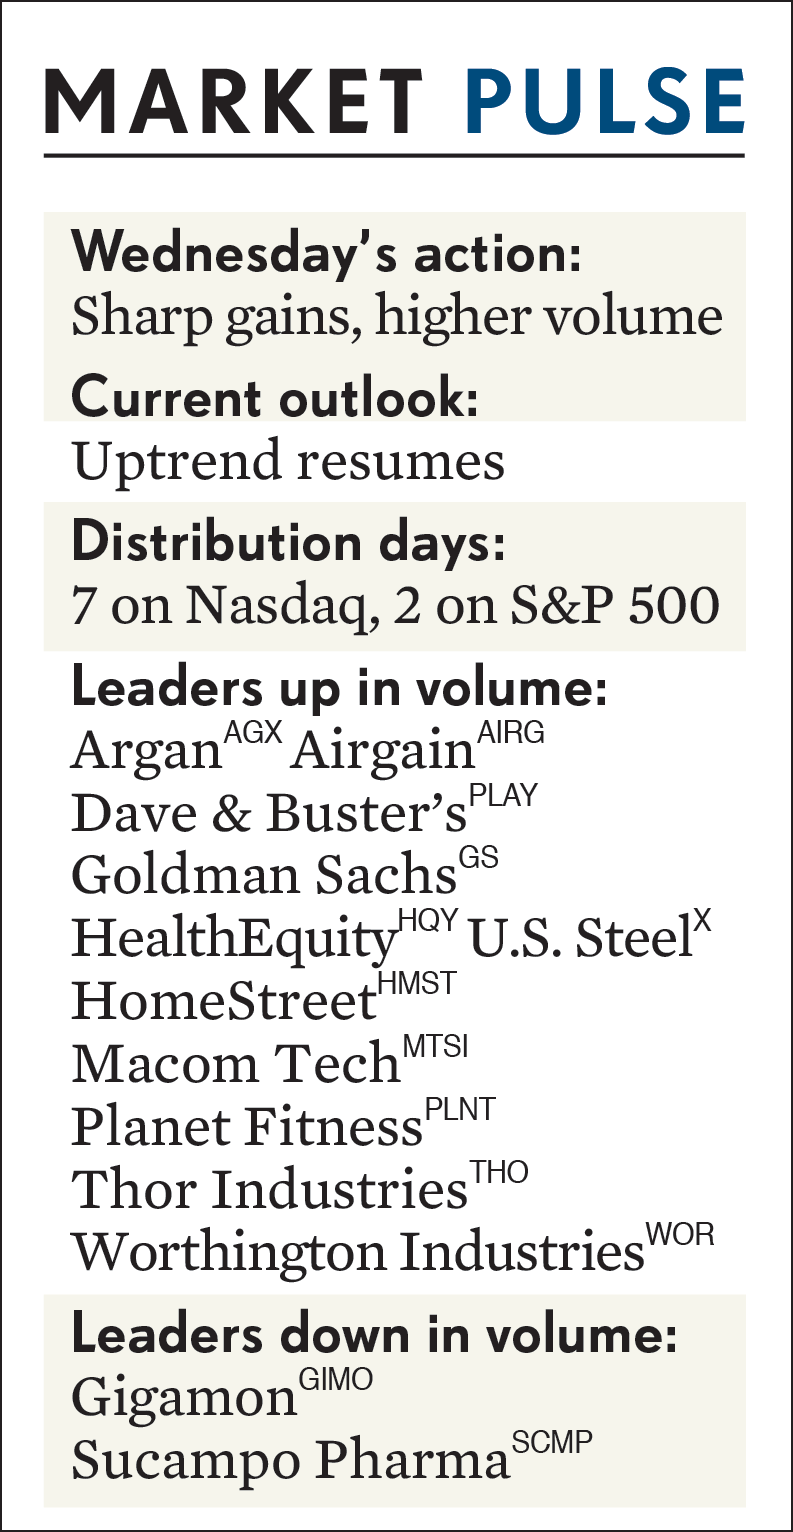 MARKET PULSE
Wednesday’s action:
Sharp gains, higher volume
Current outlook:
Uptrend resumes
Distribution days:
7 on Nasdaq, 2 on S&P 500
Leaders up in volume:
Argan AGX Airgain AIRG
Dave & Buster’s PLAY
Goldman Sachs GS
HealthEquity HQY U.S. Steel X
HomeStreet HMST
Macom Tech MTSI
Planet Fitness PLNT
Thor Industries THO
Worthington Industries WOR
Leaders down in volume:
Gigamon GIMO
Sucampo Pharma SCMP